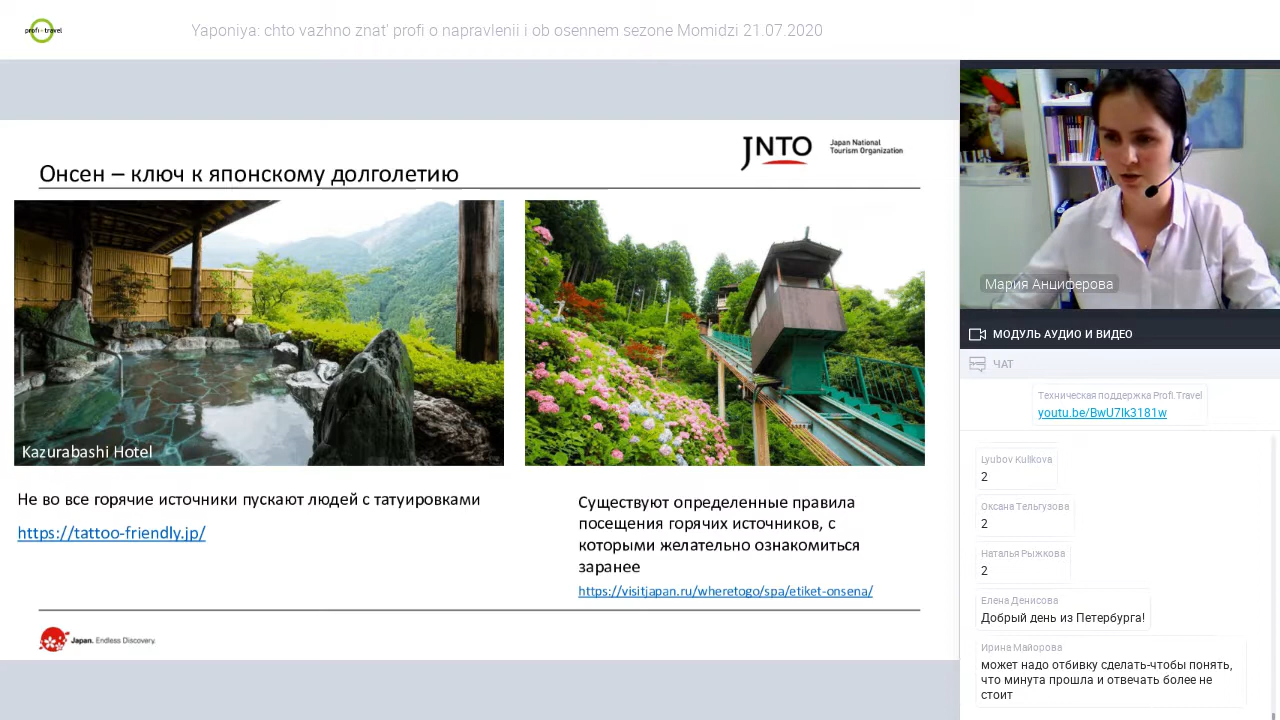 profi travel
Yaponiya: chto vazhno znat' profi o napravlenii i ob osennem sezone Momidzi 21.07.2020
JNTO
Japan National
Tourism Organization
Онсен – ключ к японскому долголетию
Kazurabashi Hotel
Не во все горячие источники пускают людей с татуировками
https://tattoo-friendly.jp/
Существуют определенные правила
посещения горячих источников, с
которыми желательно ознакомиться
заранее
https://visitjapan.ru/wheretogo/spa/etiket-onsena/
Japan. Endless Discovery.
Мария Анциферова
МОДУЛЬ АУДИО И ВИДЕО
ЧАТ
Техническая поддержка Profi.Travel
youtu.be/BwU7lk3181w
Lyubov Kulikova
2
Оксана Тельгузова
2
Наталья Рыжкова
2
Елена Денисова
Добрый день из Петербурга!
Ирина Майорова
может надо отбивку сделать-чтобы понять,
что минута прошла и отвечать более не
стоит